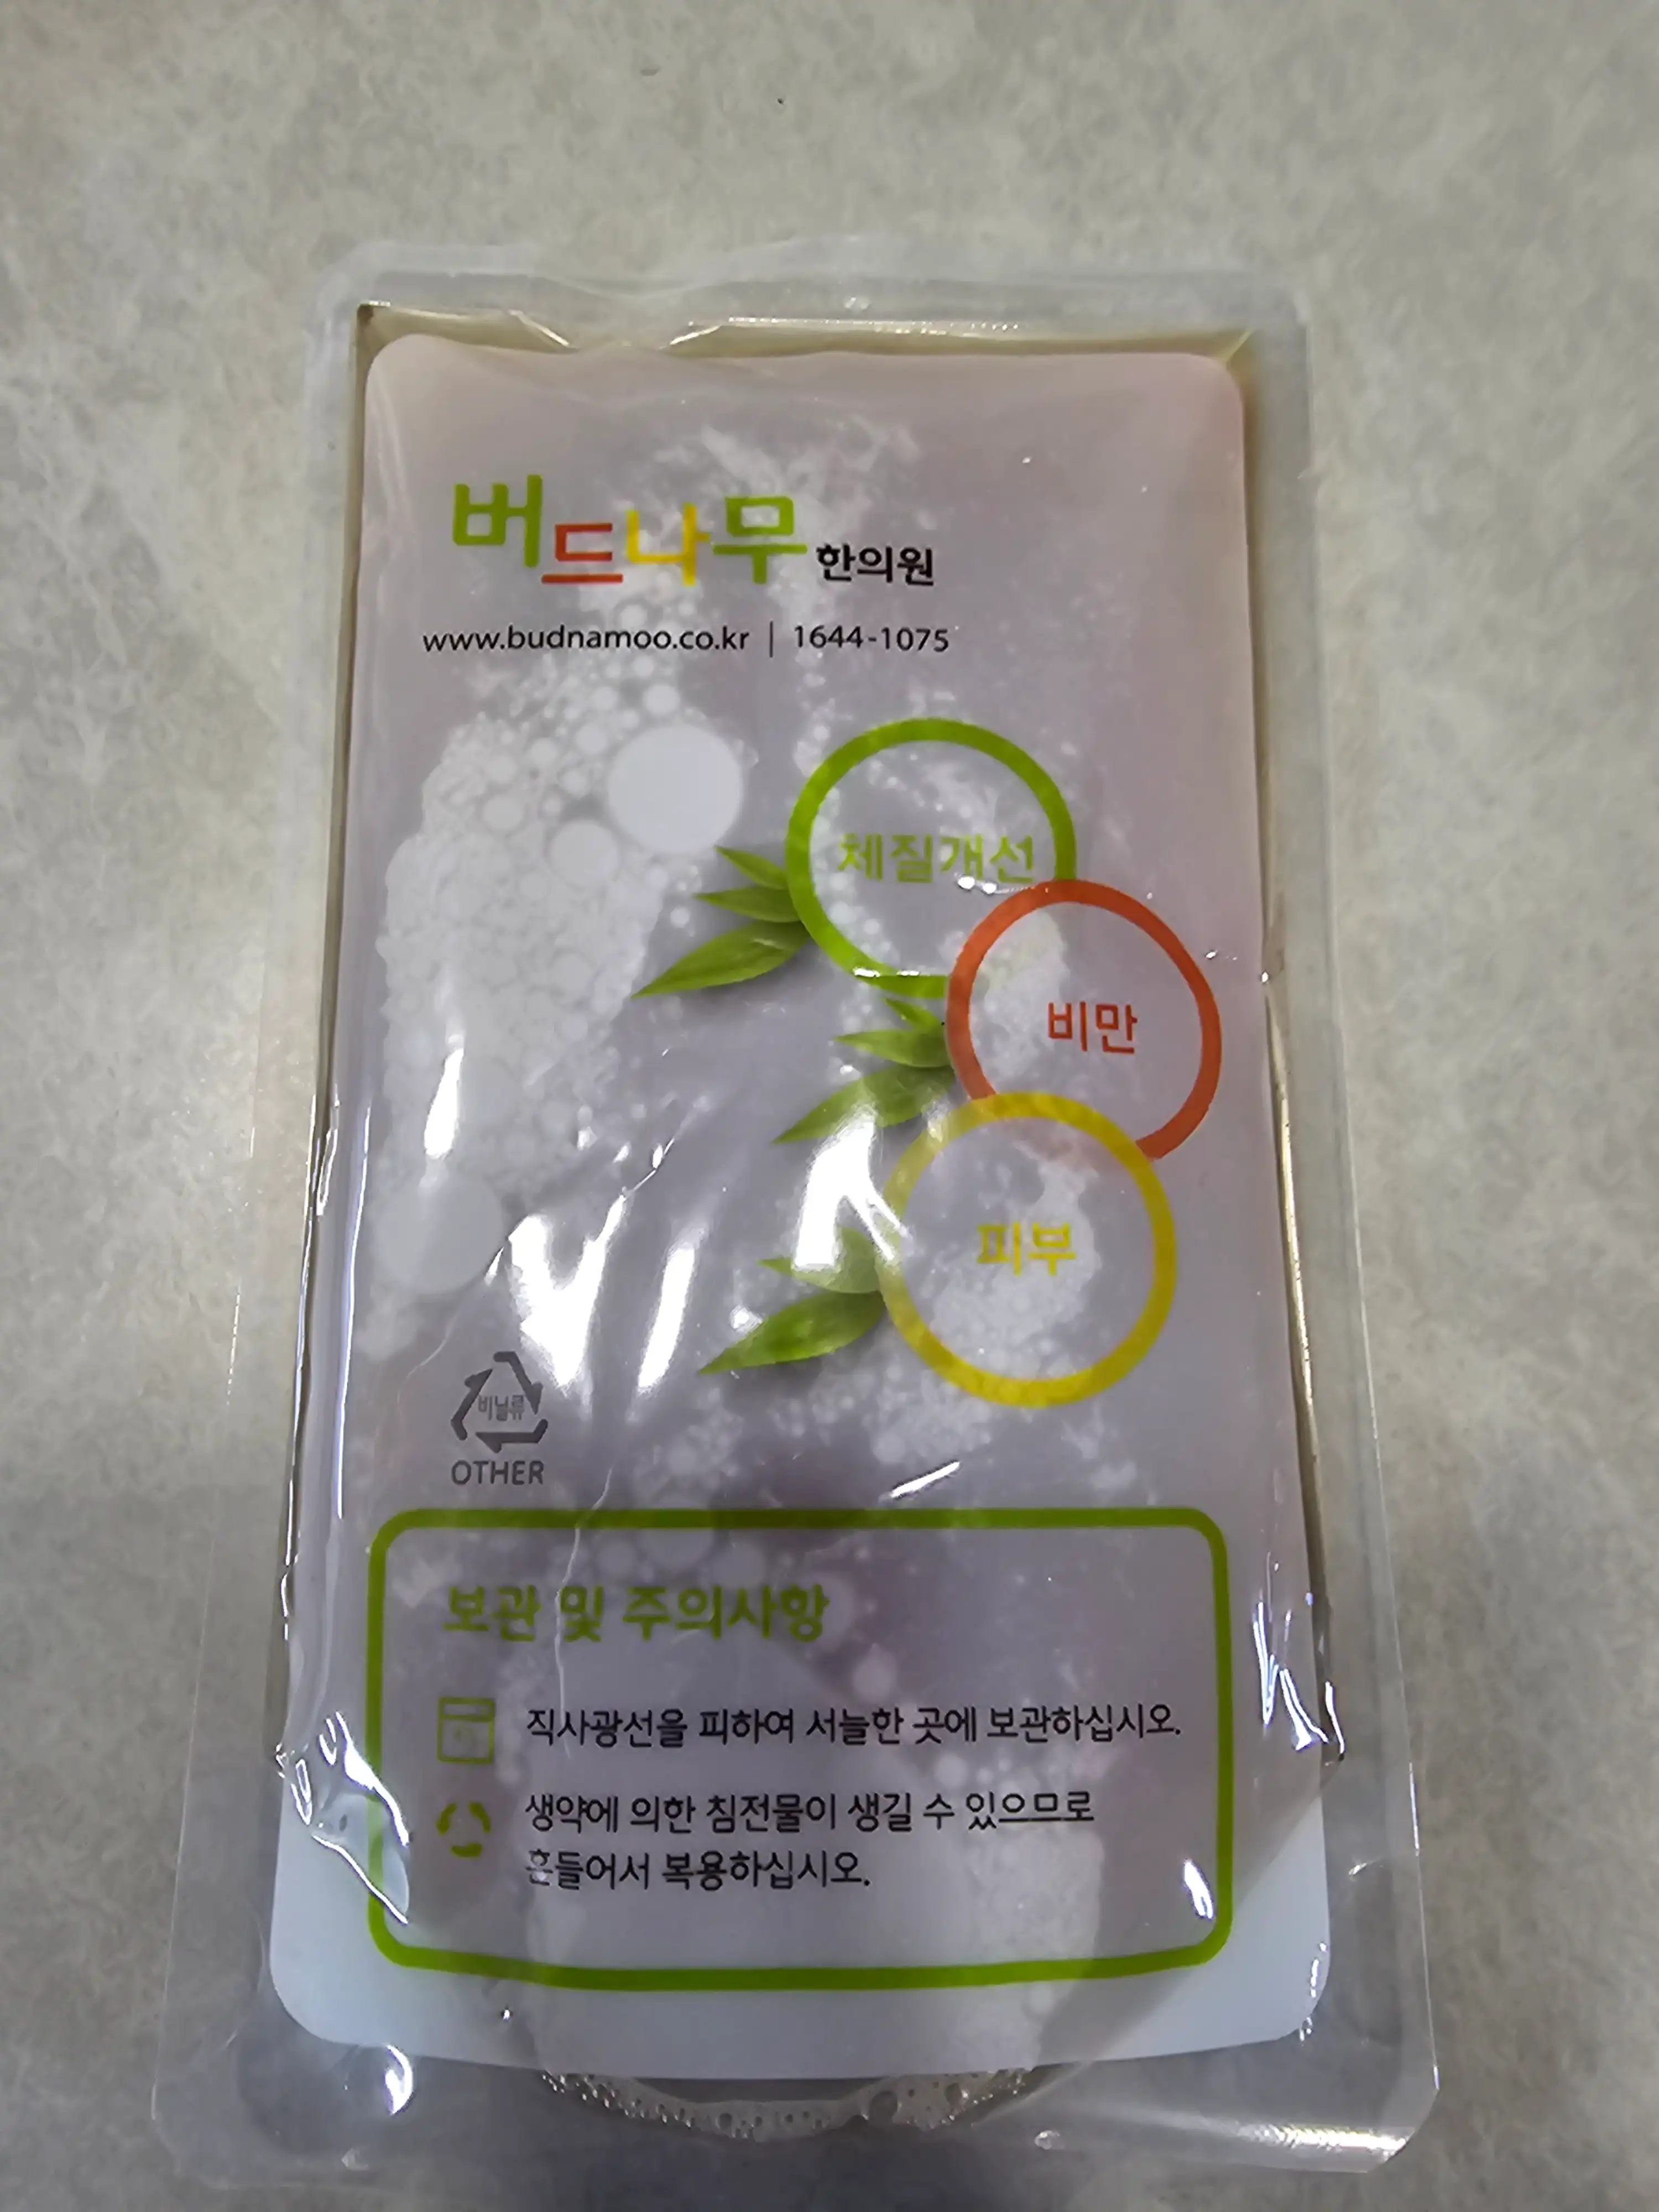 버드나무 한의원
www.budnamoo.co.kr | 1644-1075
체질개선
비만
피부
비닐류
OTHER
보관 및 주의사항
직사광선을 피하여 서늘한 곳에 보관하십시오.
생약에 의한 침전물이 생길 수 있으므로
흔들어서 복용하십시오.